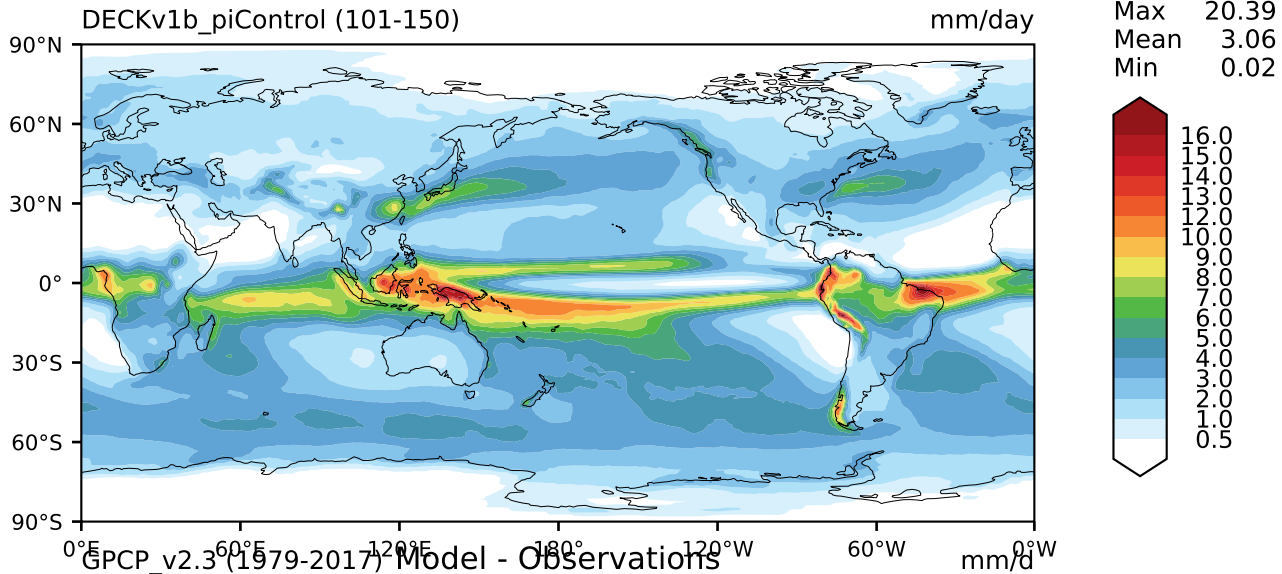 DECKv1b_piControl (101-150) mm/day
Max 20.39
Mean 3.06
Min 0.02
90°N
60°N
30°N
0°
30°S
60°S
90°S
16.0
15.0
14.0
13.0
12.0
10.0
9.0
8.0
7.0
6.0
5.0
4.0
3.0
2.0
1.0
0.5
0°E 60°E 120°E 180° 120°W 60°W 0°W
GPCP_v2.3 (1979-2017) Model - Observations mm/d